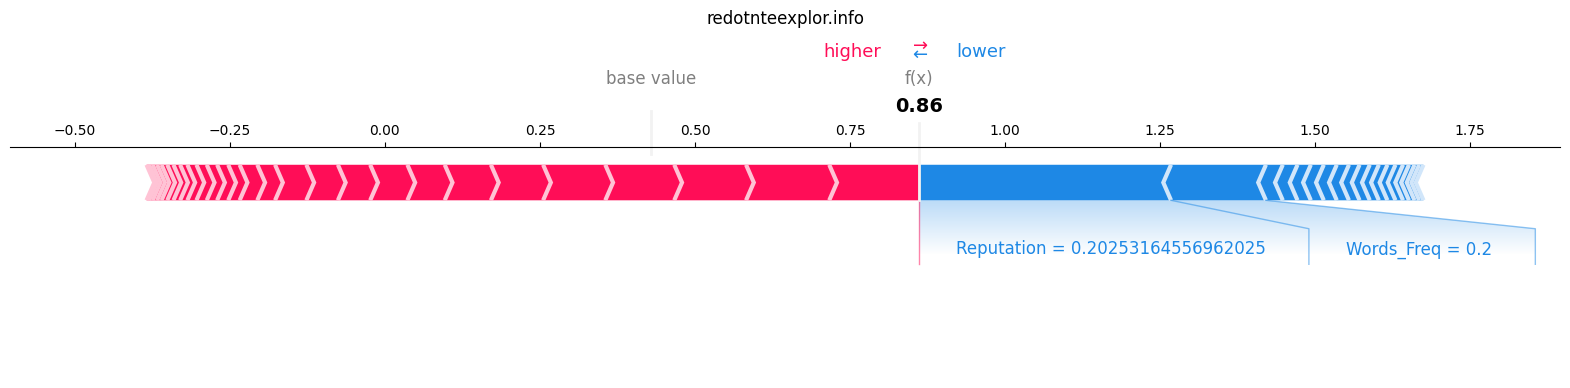 redotnteexplor.info
higher ⇄ lower
base value f(x)
0.86
−0.50 −0.25 0.00 0.25 0.50 0.75 1.00 1.25 1.50 1.75
Reputation = 0.20253164556962025 Words_Freq = 0.2